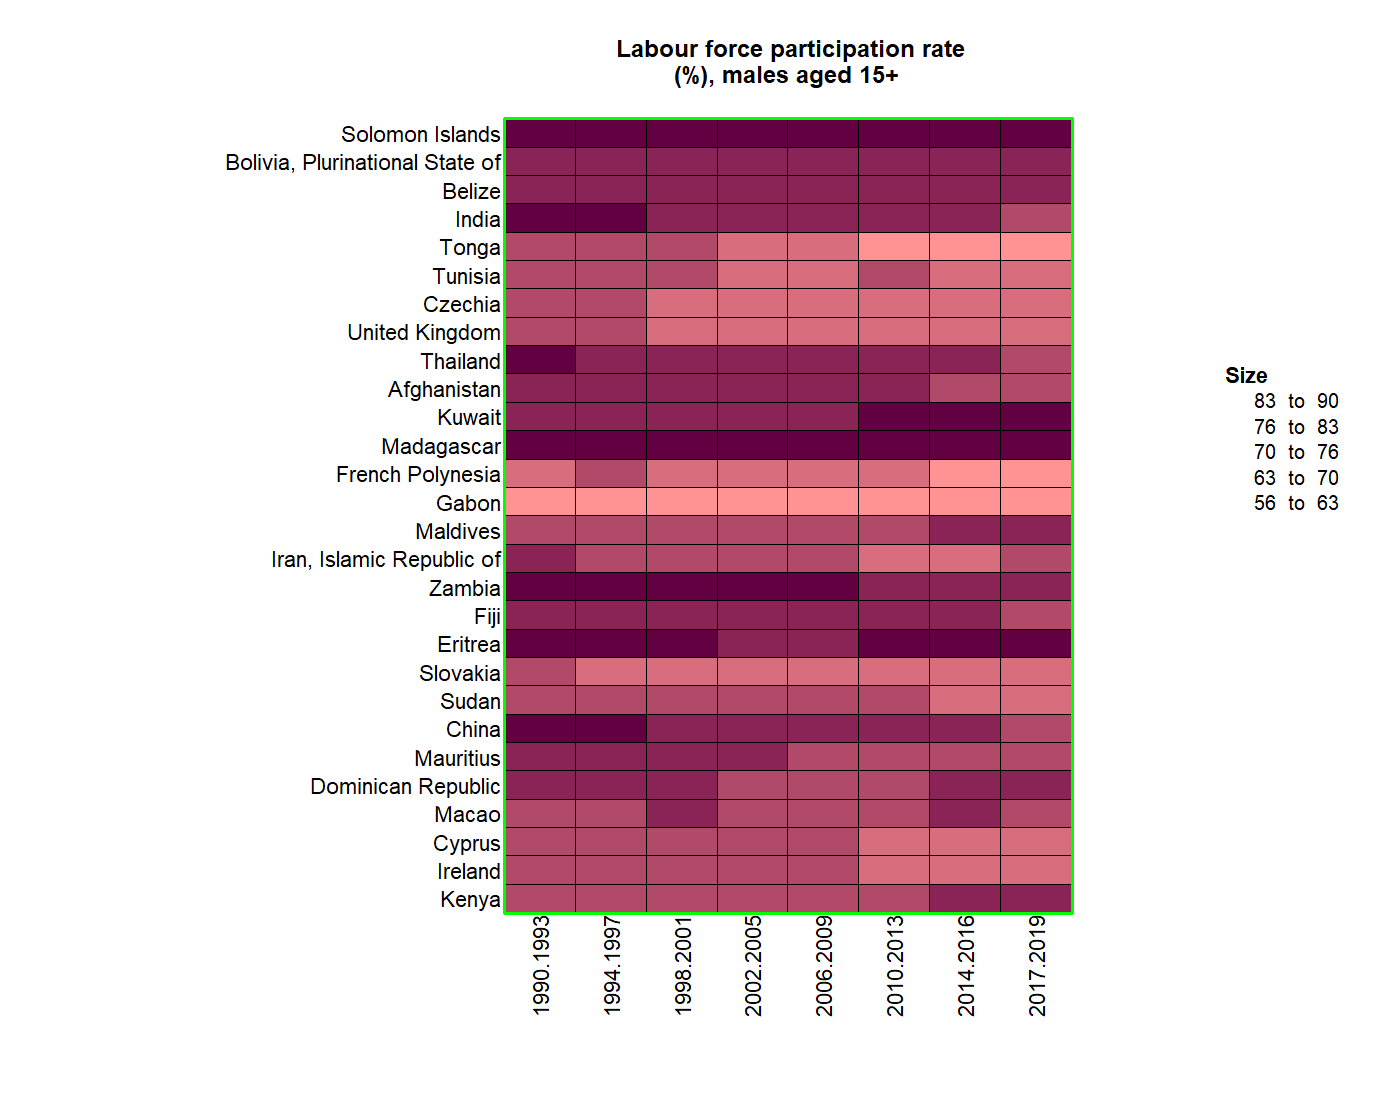 Labour force participation rate
(%), males aged 15+
Solomon Islands
Bolivia, Plurinational State of
Belize
India
Tonga
Tunisia
Czechia
United Kingdom
Thailand
Afghanistan
Kuwait
Madagascar
French Polynesia
Gabon
Maldives
Iran, Islamic Republic of
Zambia
Fiji
Eritrea
Slovakia
Sudan
China
Mauritius
Dominican Republic
Macao
Cyprus
Ireland
Kenya
1990.1993
1994.1997
1998.2001
2002.2005
2006.2009
2010.2013
2014.2016
2017.2019
Size
83 to 90
76 to 83
70 to 76
63 to 70
56 to 63